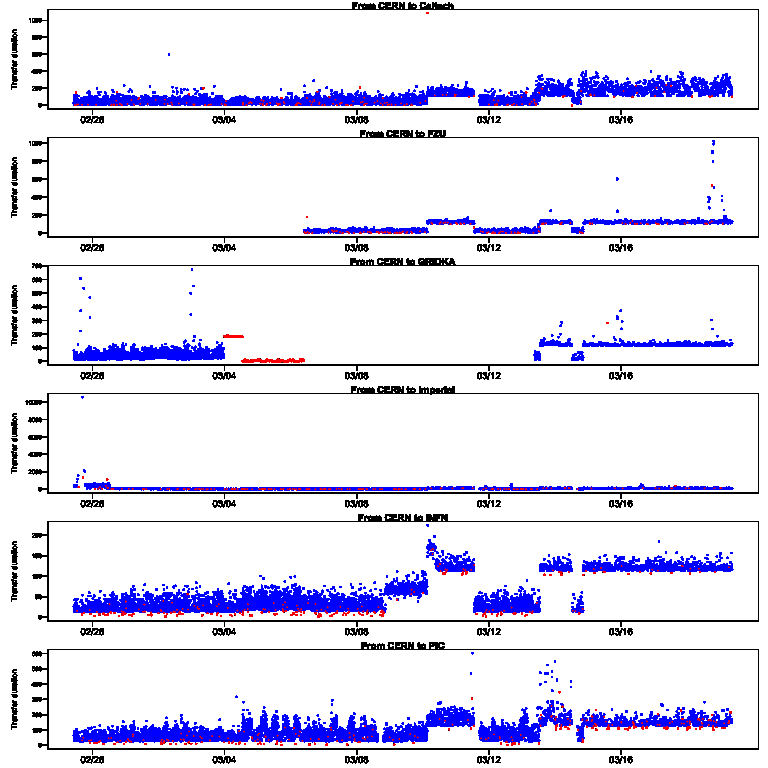 From CERN to Caltech
Transfer duration
1000
800
600
400
200
0
02/28 03/04 03/08 03/12 03/16
From CERN to FZU
Transfer duration
1000
800
600
400
200
0
02/28 03/04 03/08 03/12 03/16
From CERN to GRIDKA
Transfer duration
700
600
500
400
300
200
100
0
02/28 03/04 03/08 03/12 03/16
From CERN to Imperial
Transfer duration
10000
8000
6000
4000
2000
0
02/28 03/04 03/08 03/12 03/16
From CERN to INFN
Transfer duration
200
150
100
50
0
02/28 03/04 03/08 03/12 03/16
From CERN to PIC
Transfer duration
600
500
400
300
200
100
0
02/28 03/04 03/08 03/12 03/16